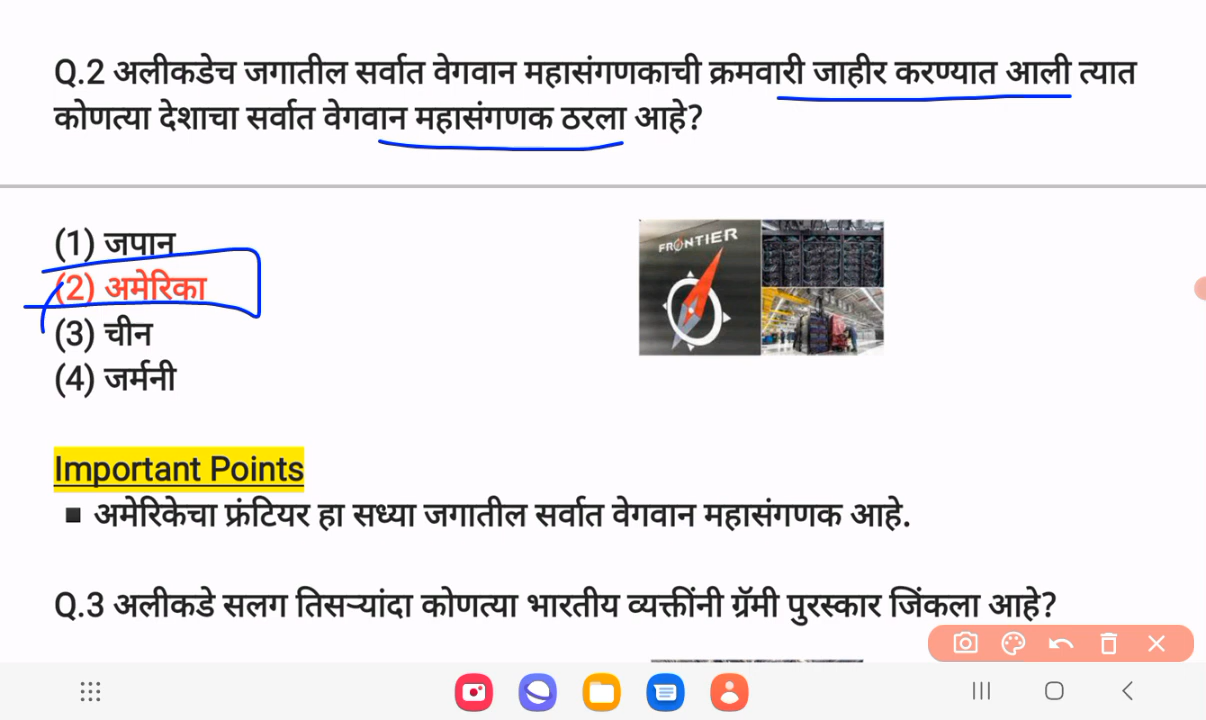 Q.2 अलीकडेच जगातील सर्वात वेगवान महासंगणकाची क्रमवारी जाहीर करण्यात आली त्यात
कोणत्या देशाचा सर्वात वेगवान महासंगणक ठरला आहे?
(1) जपान
(2) अमेरिका
(3) चीन
(4) जर्मनी
FRONTIER
Important Points
▪ अमेरिकेचा फ्रंटियर हा सध्या जगातील सर्वात वेगवान महासंगणक आहे.
Q.3 अलीकडे सलग तिसऱ्यांदा कोणत्या भारतीय व्यक्तींनी ग्रॅमी पुरस्कार जिंकला आहे?